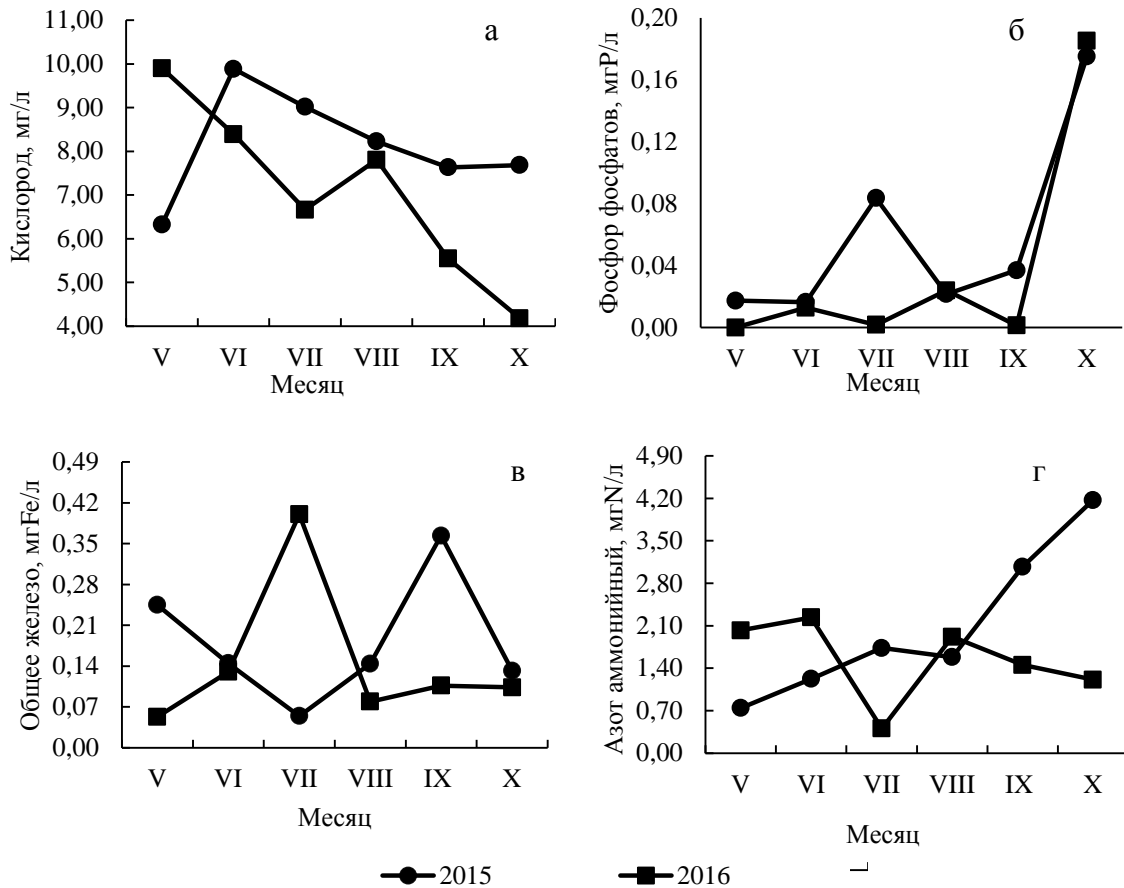 а
Кислород, мг/л
11,00
10,00
9,00
8,00
7,00
6,00
5,00
4,00
V VI VII VIII IX X
Месяц
б
Фосфор фосфатов, мгР/л
0,20
0,16
0,12
0,08
0,04
0,00
V VI VII VIII IX X
Месяц
в
Общее железо, мгFe/л
0,49
0,42
0,35
0,28
0,21
0,14
0,07
0,00
V VI VII VIII IX X
Месяц
г
Азот аммонийный, мгN/л
4,90
4,20
3,50
2,80
2,10
1,40
0,70
0,00
V VI VII VIII IX X
Месяц
2015 2016